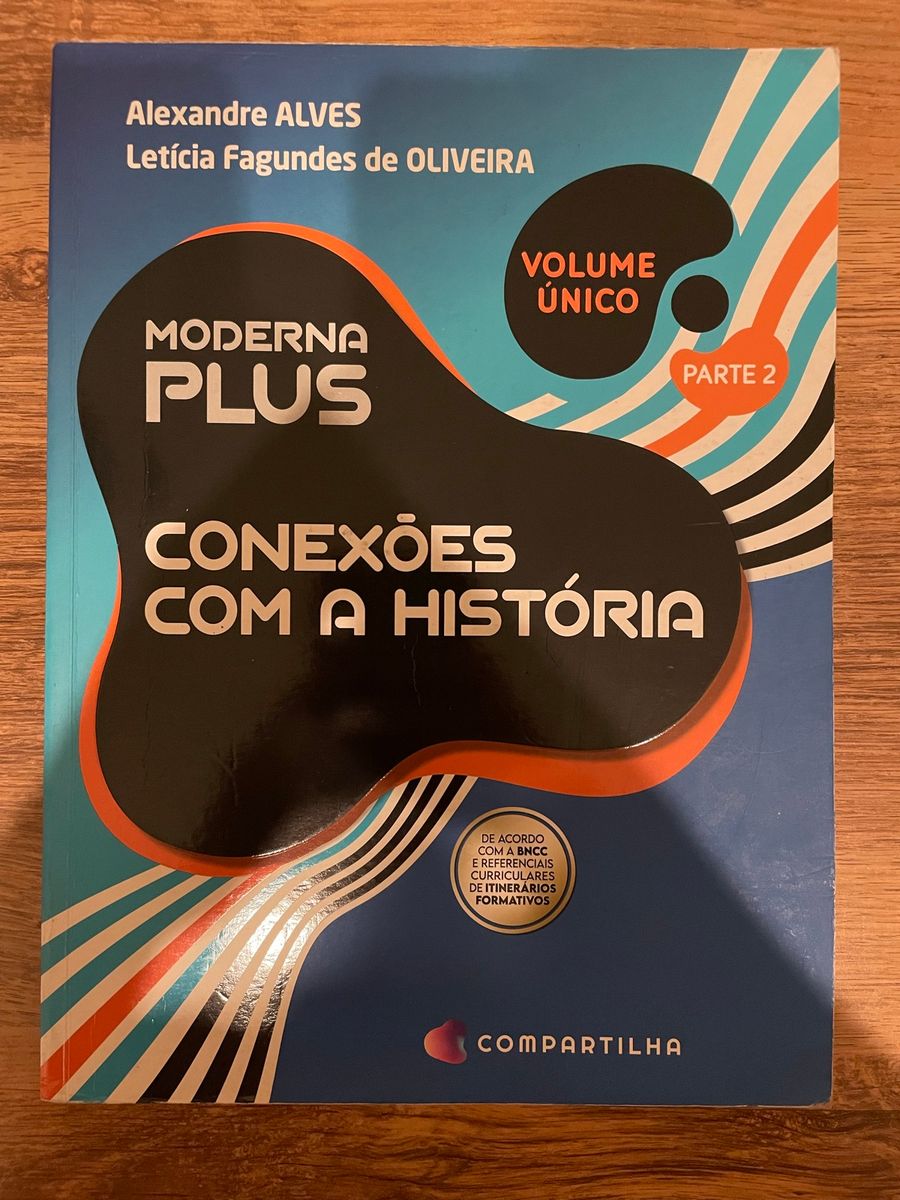 Alexandre ALVES
Letícia Fagundes de OLIVEIRA
VOLUME
ÚNICO
PARTE 2
MODERNA
PLUS
CONEXÕES
COM A HISTÓRIA
DE ACORDO
COM A BNCC
E REFERENCIAIS
CURRICULARES
DE ITINERÁRIOS
FORMATIVOS
COMPARTILHA